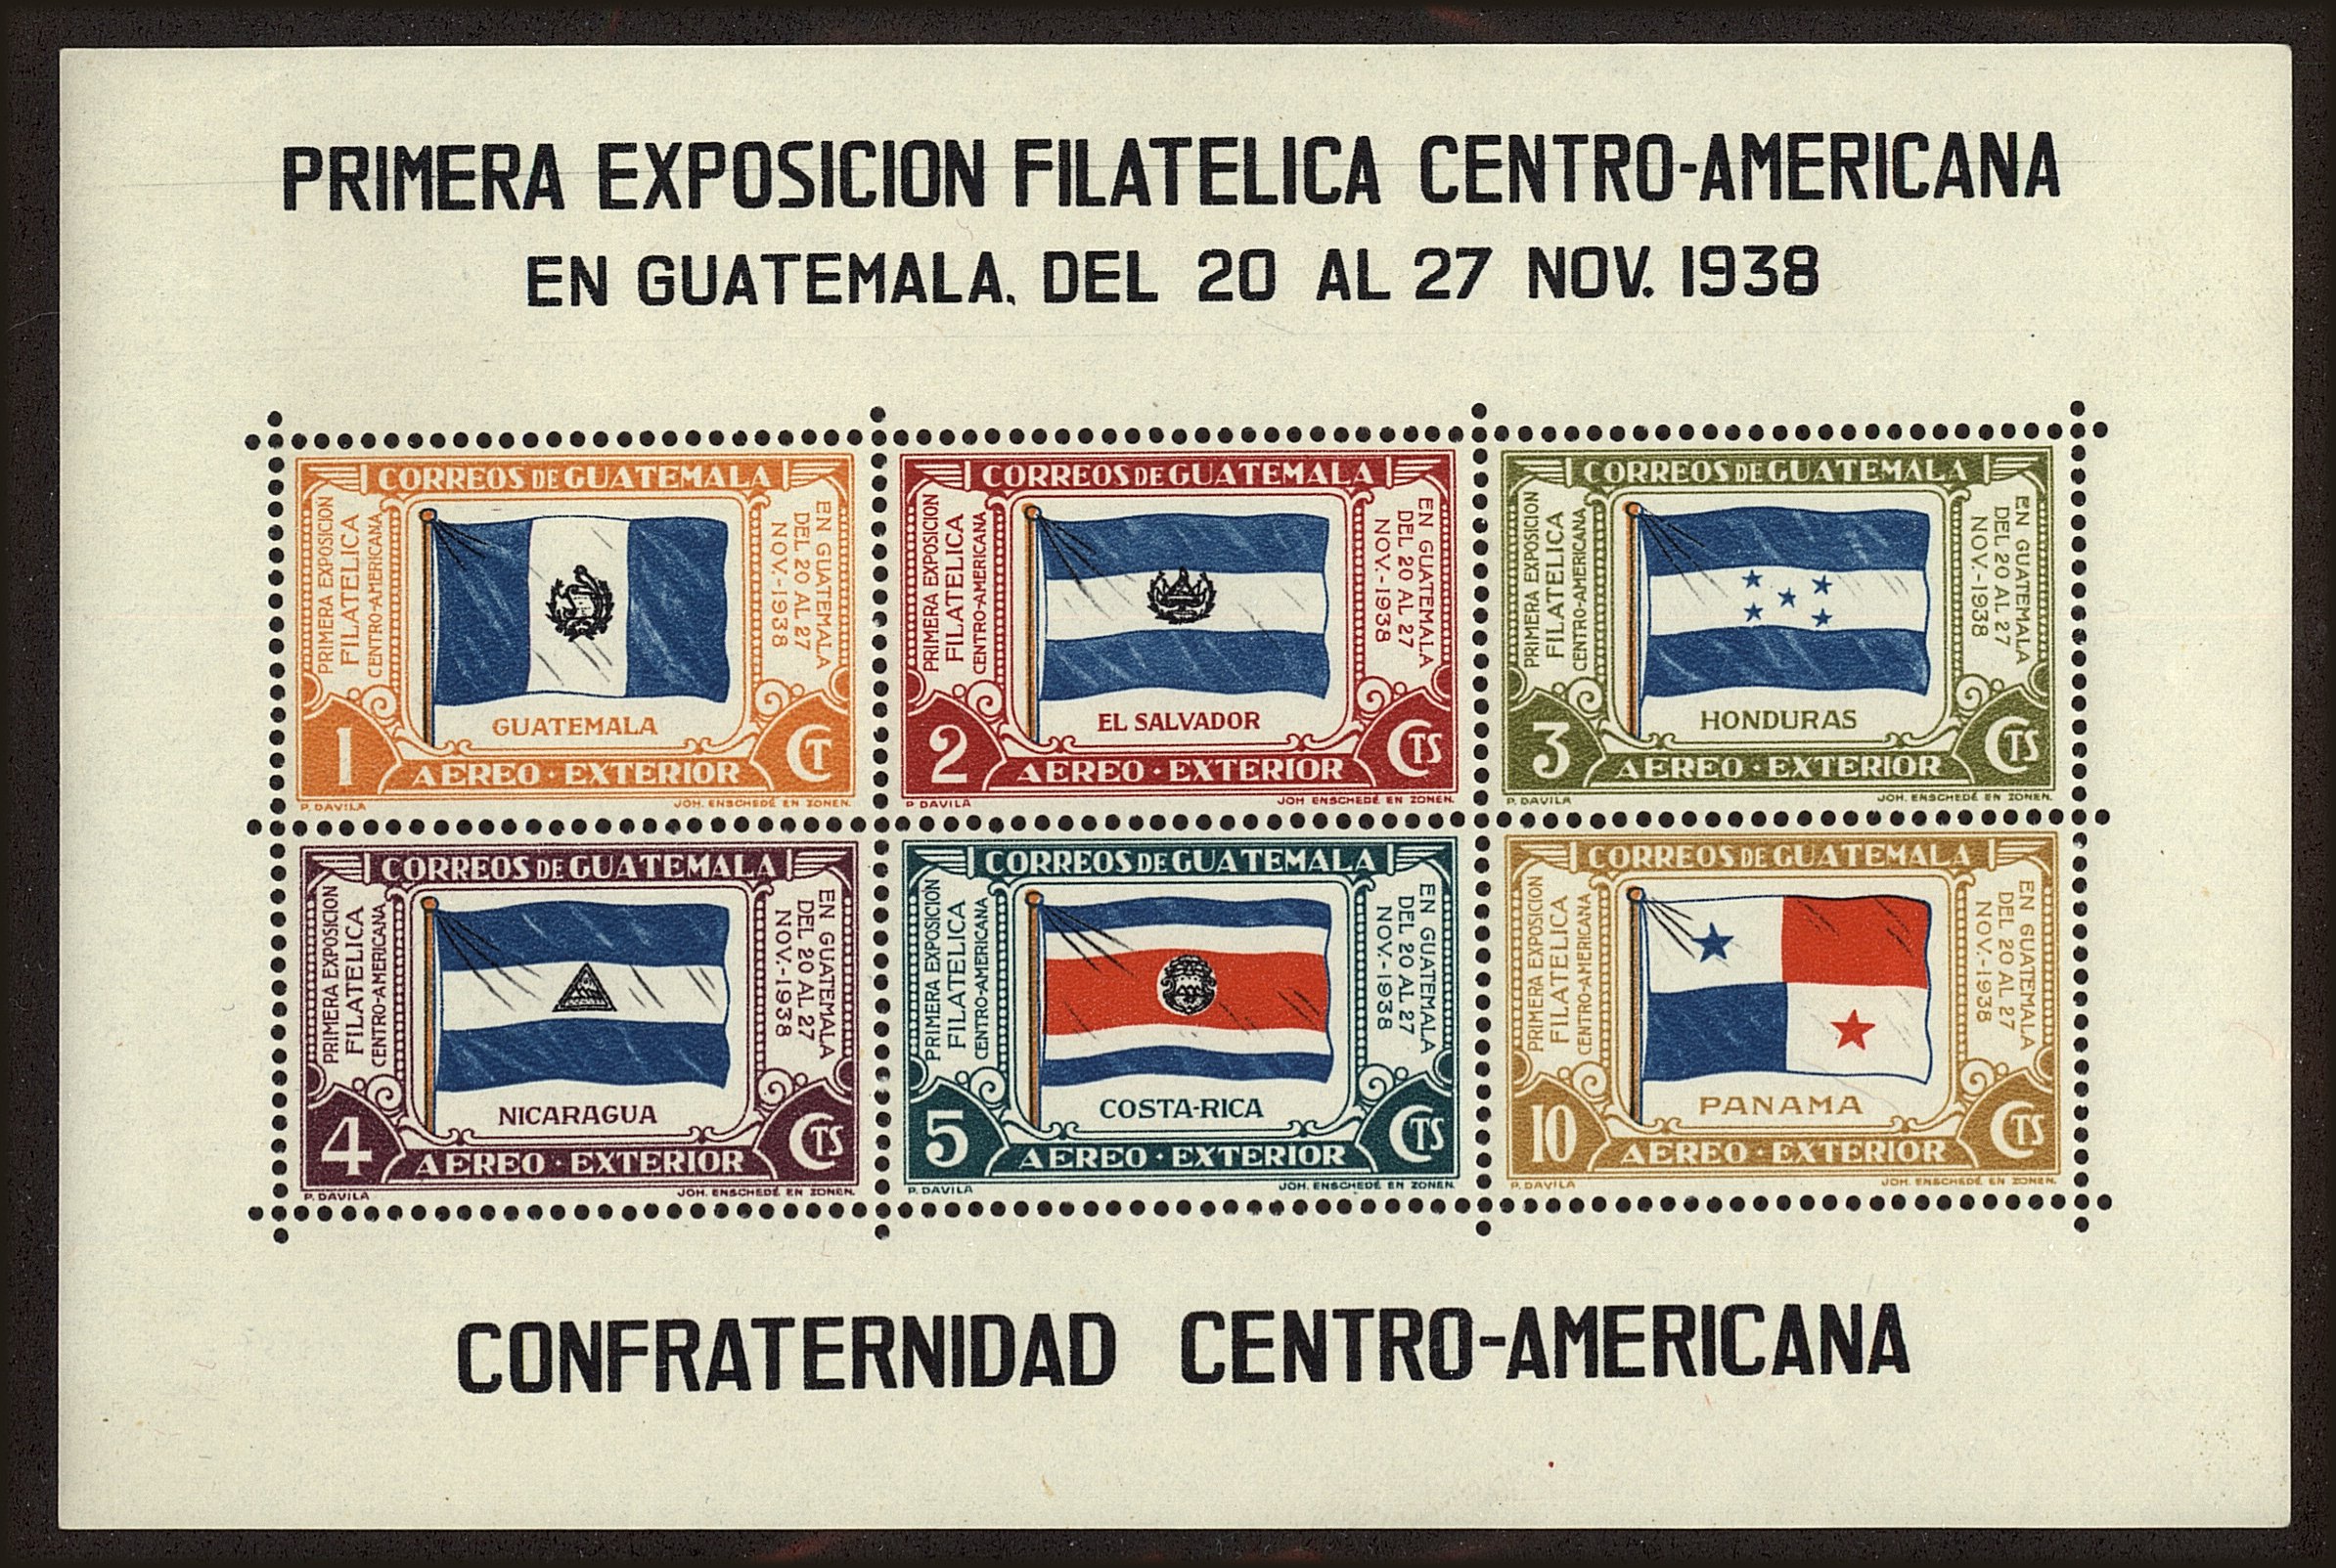 PRIMERA EXPOSICION FILATELICA CENTRO-AMERICANA
EN GUATEMALA. DEL 20 AL 27 NOV. 1938
CORREOS DE GUATEMALA
PRIMERA EXPOSICION
FILATELICA
CENTRO-AMERICANA
EN GUATEMALA
DEL 20 AL 27
NOV.-1938
GUATEMALA
1 CT
AEREO · EXTERIOR
P. DAVILA
JOH. ENSCHEDÉ EN ZONEN.
CORREOS DE GUATEMALA
PRIMERA EXPOSICION
FILATELICA
CENTRO-AMERICANA
EN GUATEMALA
DEL 20 AL 27
NOV.-1938
EL SALVADOR
2 CTS
AEREO · EXTERIOR
P. DAVILA
JOH ENSCHEDÉ EN ZONEN.
CORREOS DE GUATEMALA
PRIMERA EXPOSICION
FILATELICA
CENTRO-AMERICANA
EN GUATEMALA
DEL 20 AL 27
NOV.-1938
HONDURAS
3 CTS
AEREO · EXTERIOR
P. DAVILA
JOH. ENSCHEDÉ EN ZONEN.
CORREOS DE GUATEMALA
PRIMERA EXPOSICION
FILATELICA
CENTRO-AMERICANA
EN GUATEMALA
DEL 20 AL 27
NOV.-1938
NICARAGUA
4 CTS
AEREO · EXTERIOR
P. DAVILA
JOH. ENSCHEDÉ EN ZONEN.
CORREOS DE GUATEMALA
PRIMERA EXPOSICION
FILATELICA
CENTRO-AMERICANA
EN GUATEMALA
DEL 20 AL 27
NOV.-1938
COSTA-RICA
5 CTS
AEREO · EXTERIOR
P. DAVILA
JOH. ENSCHEDÉ EN ZONEN.
CORREOS DE GUATEMALA
PRIMERA EXPOSICION
FILATELICA
CENTRO-AMERICANA
EN GUATEMALA
DEL 20 AL 27
NOV.-1938
PANAMA
10 CTS
AEREO · EXTERIOR
P. DAVILA
JOH. ENSCHEDÉ EN ZONEN.
CONFRATERNIDAD CENTRO-AMERICANA